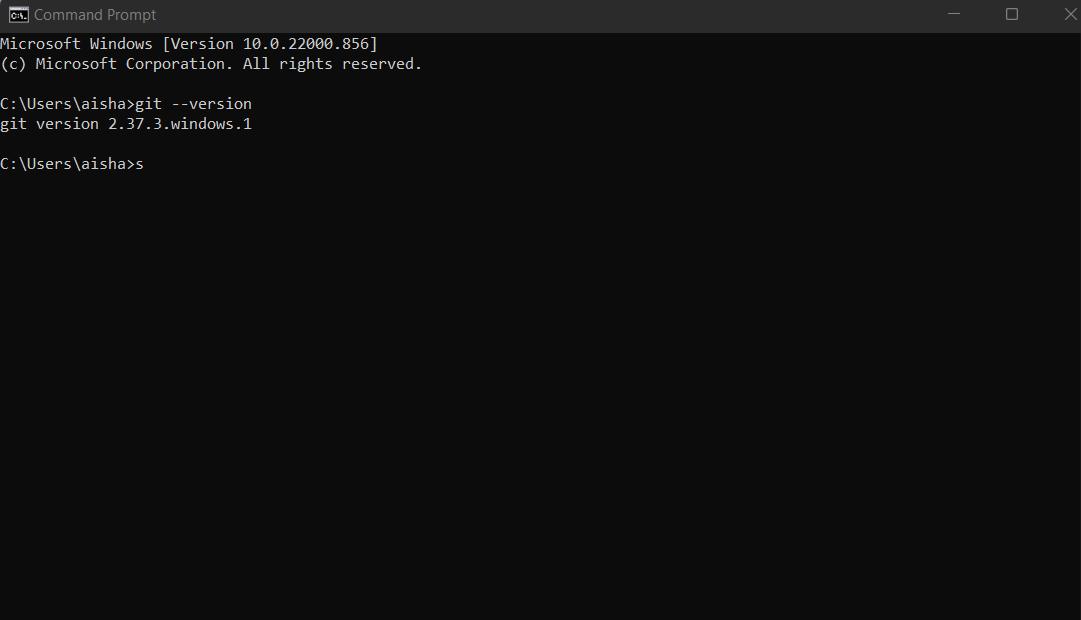 Command Prompt
Microsoft Windows [Version 10.0.22000.856]
(c) Microsoft Corporation. All rights reserved.
C:\Users\aisha>git --version
git version 2.37.3.windows.1
C:\Users\aisha>s